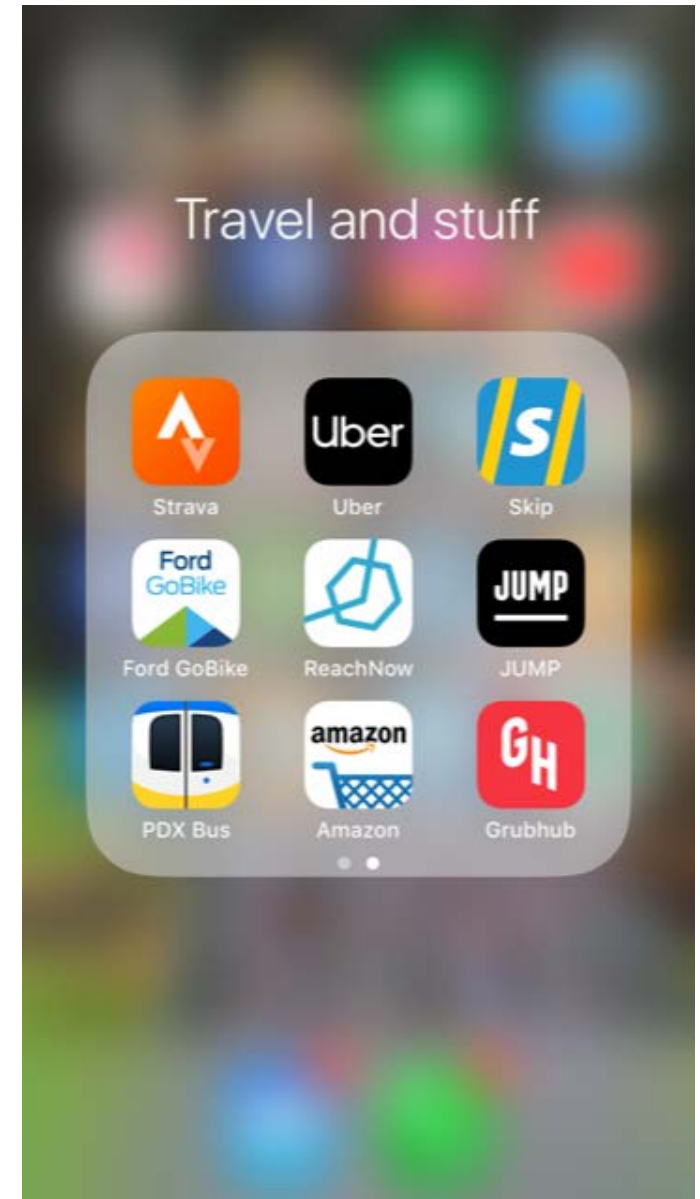 Travel and stuff
Uber
S
Strava
Uber
Skip
Ford
GoBike
JUMP
Ford GoBike
ReachNow
JUMP
amazon
GH
PDX Bus
Amazon
Grubhub